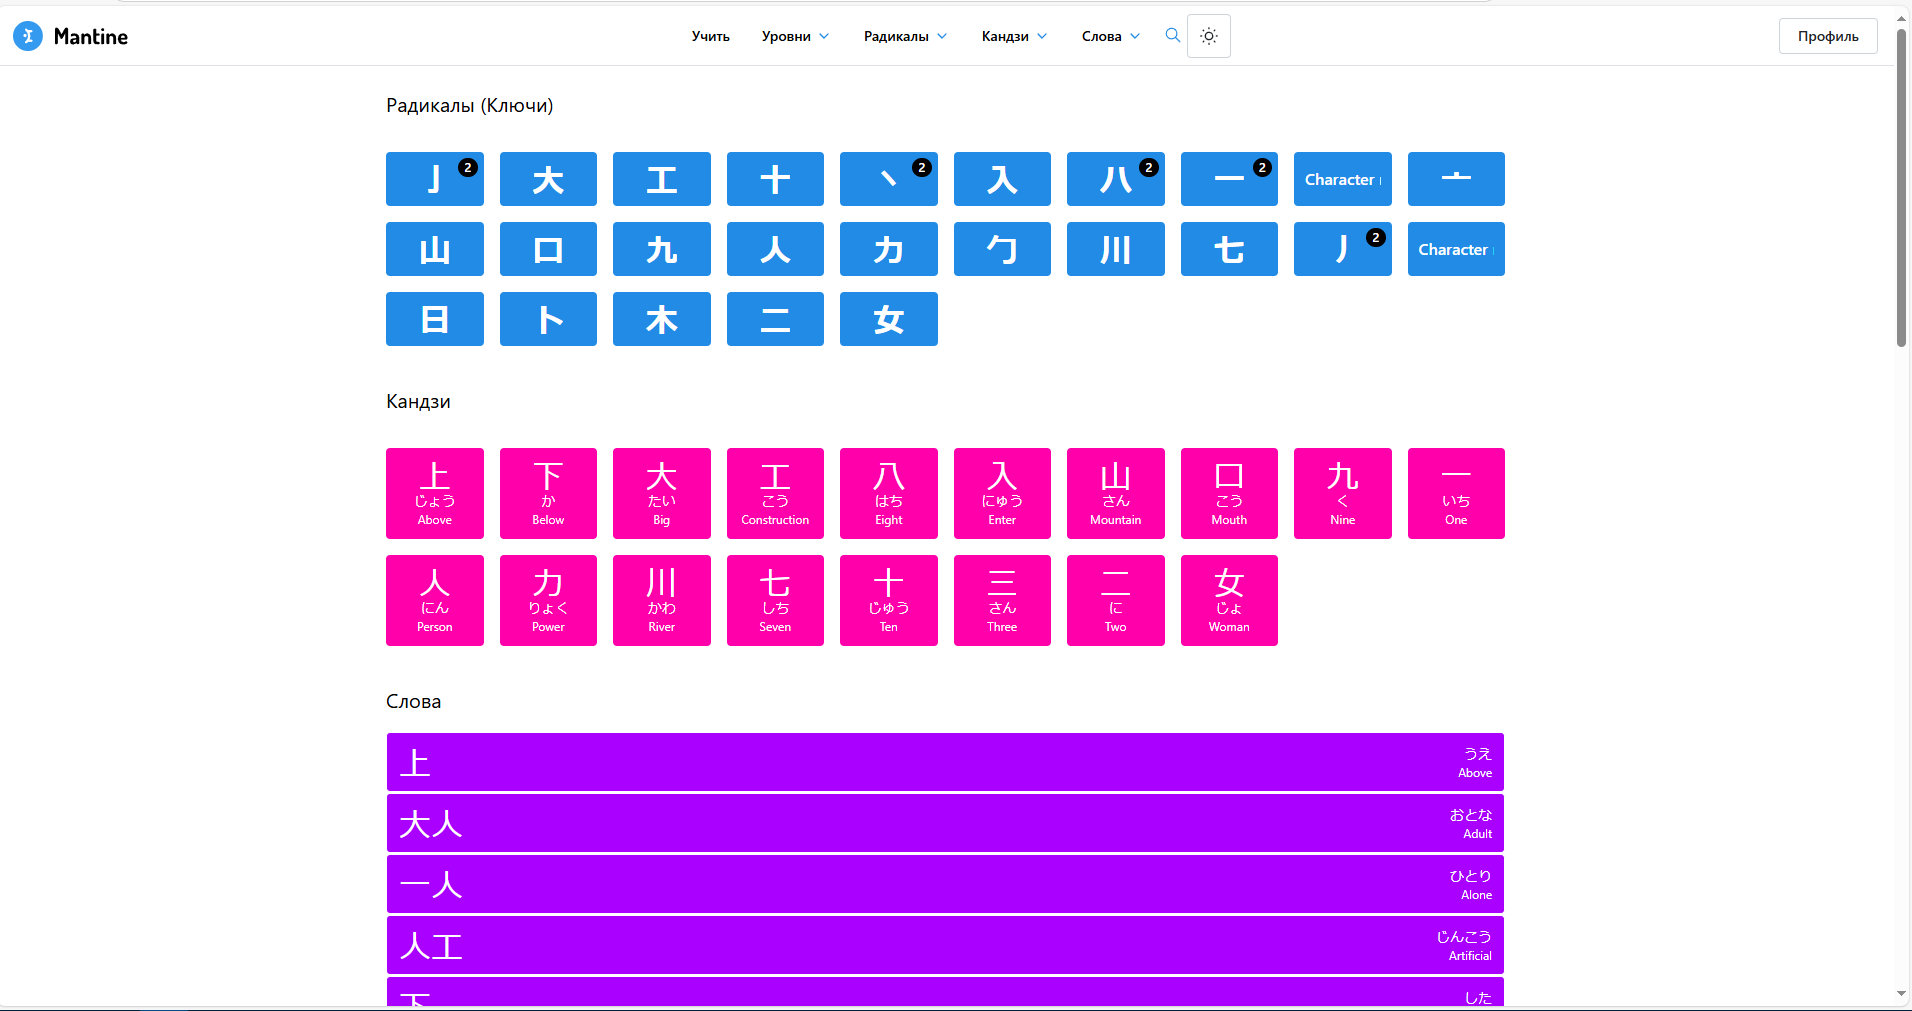 Mantine
Учить Уровни Радикалы Кандзи Слова
Профиль
Радикалы (Ключи)
亅 2 大 工 十 丶 2 入 八 2 一 2 Character 亠
山 口 九 人 力 勹 川 七 丿 2 Character
日 卜 木 二 女
Кандзи
上 下 大 工 八 入 山 口 九 一
じょう か たい こう はち にゅう さん こう く いち
Above Below Big Construction Eight Enter Mountain Mouth Nine One
人 力 川 七 十 三 二 女
にん りょく かわ しち じゅう さん に じょ
Person Power River Seven Ten Three Two Woman
Слова
上 うえ
Above
大人 おとな
Adult
一人 ひとり
Alone
人工 じんこう
Artificial
下 した